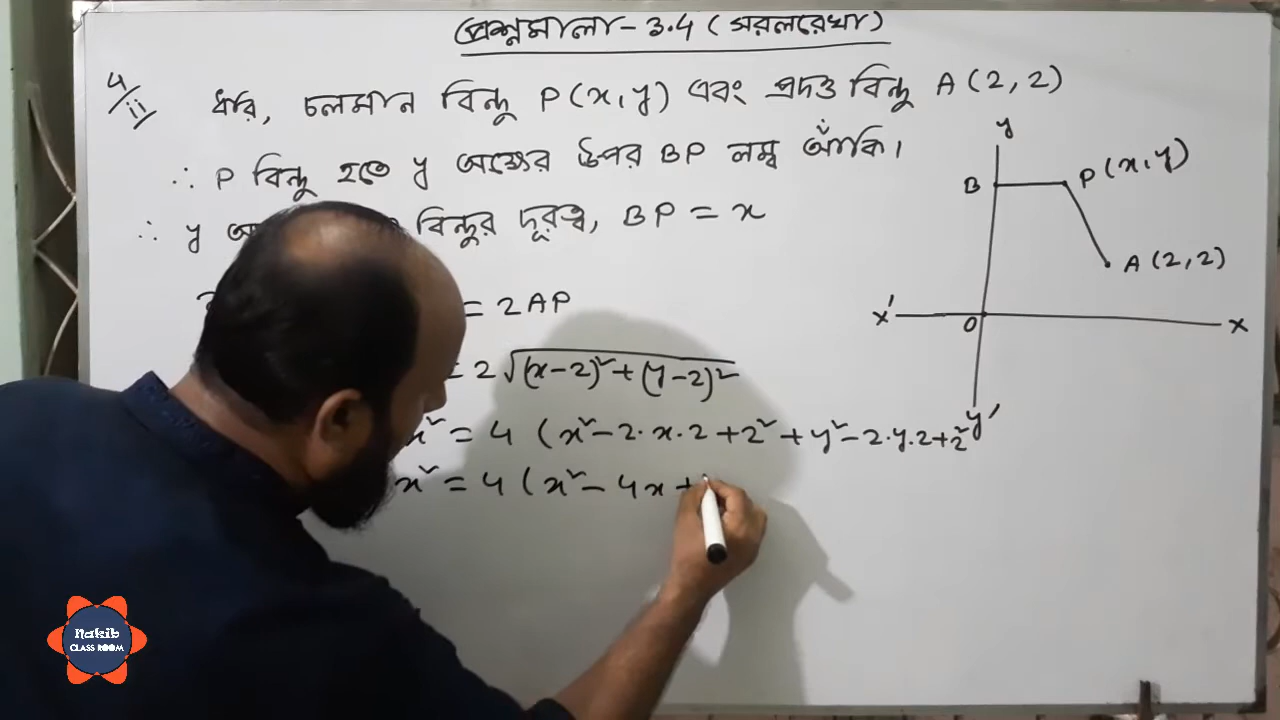 প্রশ্নমালা - 3.4 (সরলরেখা)
4/ii ধরি, চলমান বিন্দু P(x, y) এবং প্রদত্ত বিন্দু A (2, 2)
∴ P বিন্দু হতে y অক্ষের উপর BP লম্ব আঁকি।
∴ y বিন্দুর দূরত্ব, BP = x
= 2AP
= 2√(x-2)²+(y-2)²
x² = 4 (x²-2·x·2+2²+y²-2·y·2+2²
x² = 4 (x²-4x+
y
B
P(x, y)
A (2, 2)
x'
O
x
y'
Nakib
CLASS ROOM